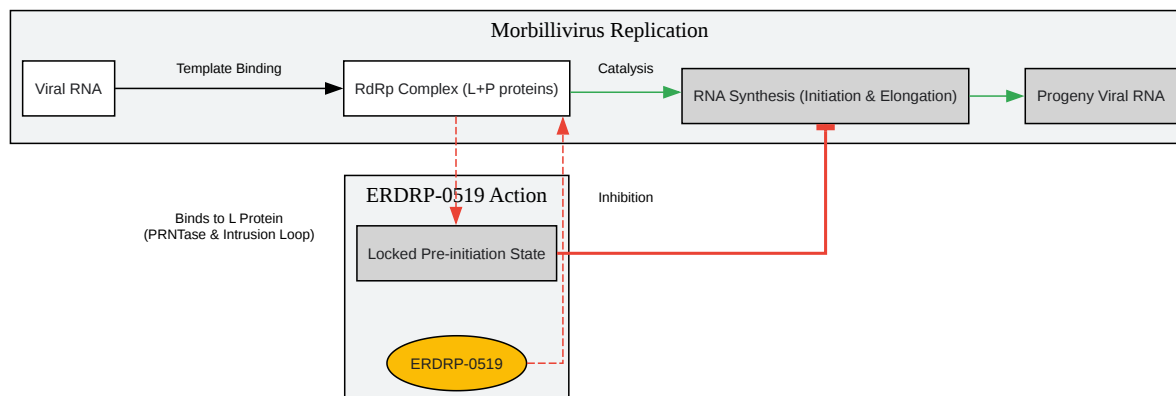 Morbillivirus Replication
Viral RNA
Template Binding
RdRp Complex (L+P proteins)
Catalysis
RNA Synthesis (Initiation & Elongation)
Progeny Viral RNA
ERDRP-0519 Action
Inhibition
Binds to L Protein
(PRNTase & Intrusion Loop)
Locked Pre-initiation State
ERDRP-0519